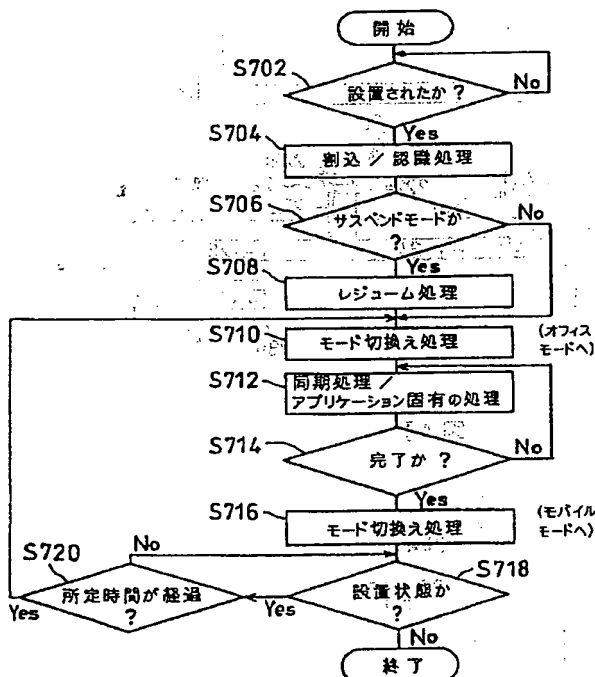 開始
S702
設置されたか?
No
Yes
S704
割込/認識処理
S706
サスペンドモードか
?
No
Yes
S708
レジューム処理
S710
モード切換え処理
(オフィス
モードへ)
S712
同期処理/
アプリケーション固有の処理
S714
完了か?
No
Yes
S716
モード切換え処理
(モバイル
モードへ)
S718
設置状態か
?
Yes
No
S720
所定時間が経過
?
No
Yes
終了